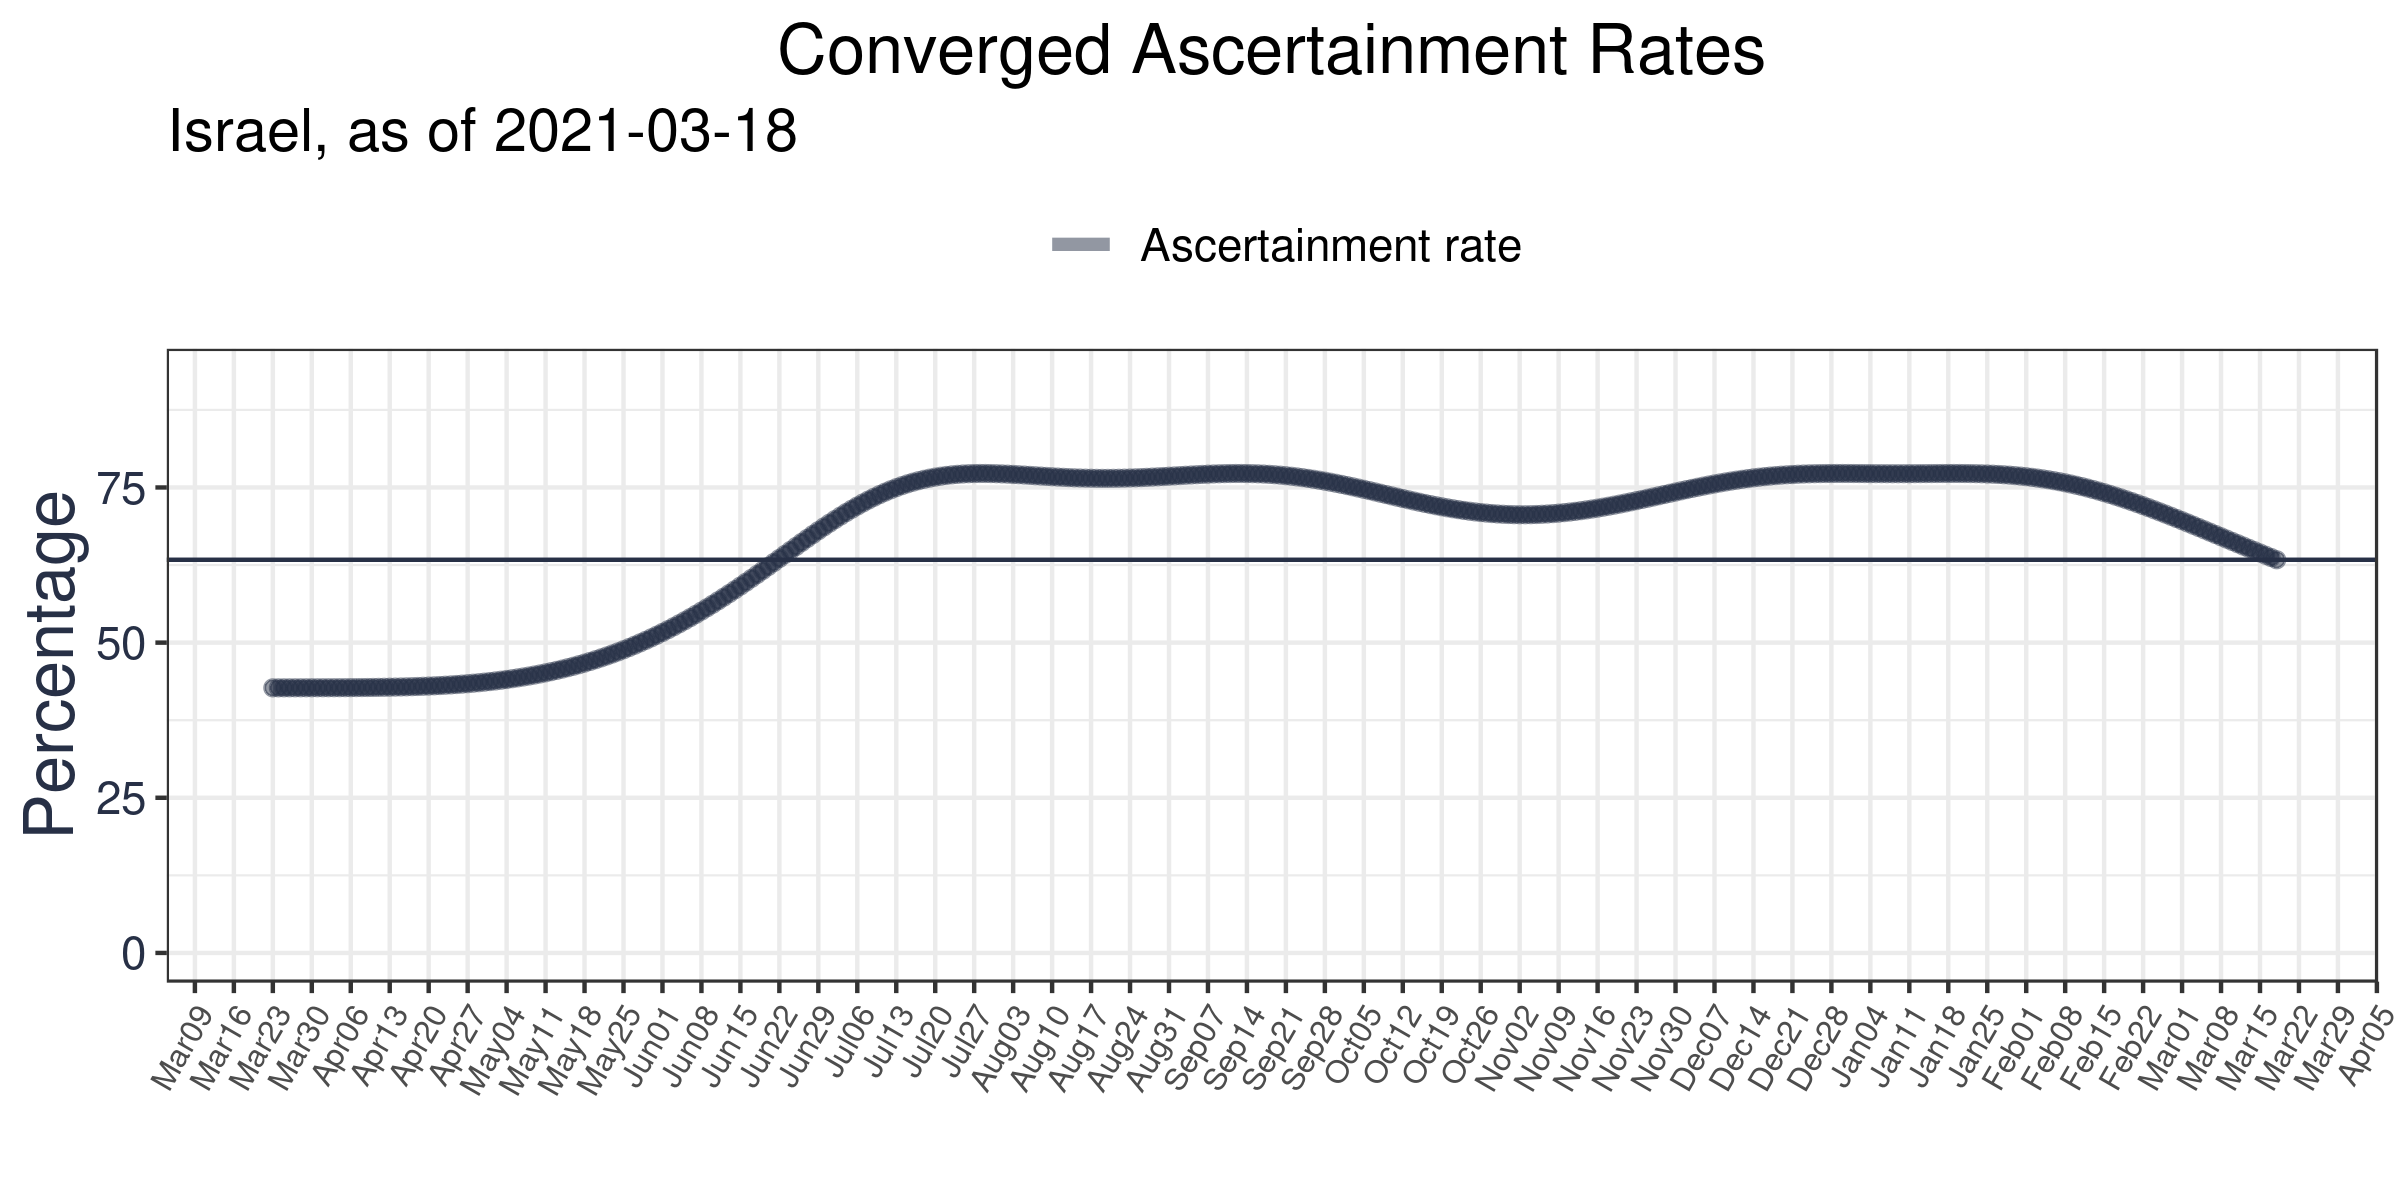 Converged Ascertainment Rates
Israel, as of 2021-03-18
Ascertainment rate
Percentage
75
50
25
0
Mar09 Mar16 Mar23 Mar30 Apr06 Apr13 Apr20 Apr27 May04 May11 May18 May25 Jun01 Jun08 Jun15 Jun22 Jun29 Jul06 Jul13 Jul20 Jul27 Aug03 Aug10 Aug17 Aug24 Aug31 Sep07 Sep14 Sep21 Sep28 Oct05 Oct12 Oct19 Oct26 Nov02 Nov09 Nov16 Nov23 Nov30 Dec07 Dec14 Dec21 Dec28 Jan04 Jan11 Jan18 Jan25 Feb01 Feb08 Feb15 Feb22 Mar01 Mar08 Mar15 Mar22 Mar29 Apr05